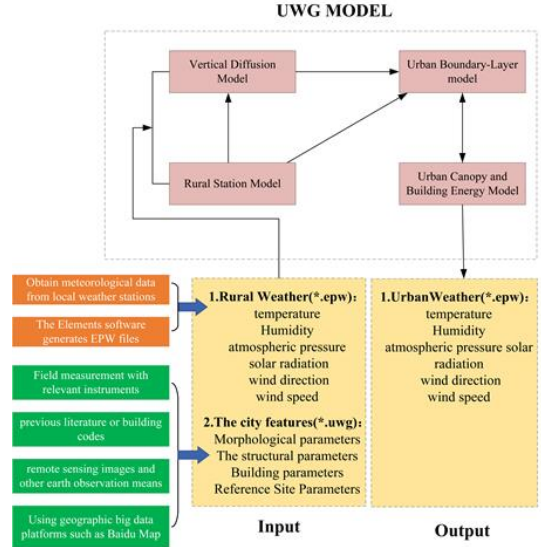 UWG MODEL
Vertical Diffusion
Model
Urban Boundary-Layer
model
Rural Station Model
Urban Canopy and
Building Energy Model
Obtain meteorological data
from local weather stations
The Elements software
generates EPW files
Field measurement with
relevant instruments
previous literature or building
codes
remote sensing images and
other earth observation means
Using geographic big data
platforms such as Baidu Map
1.Rural Weather(*.epw):
temperature
Humidity
atmospheric pressure
solar radiation
wind direction
wind speed
2.The city features(*.uwg):
Morphological parameters
The structural parameters
Building parameters
Reference Site Parameters
Input
1.UrbanWeather(*.epw):
temperature
Humidity
atmospheric pressure solar
radiation
wind direction
wind speed
Output